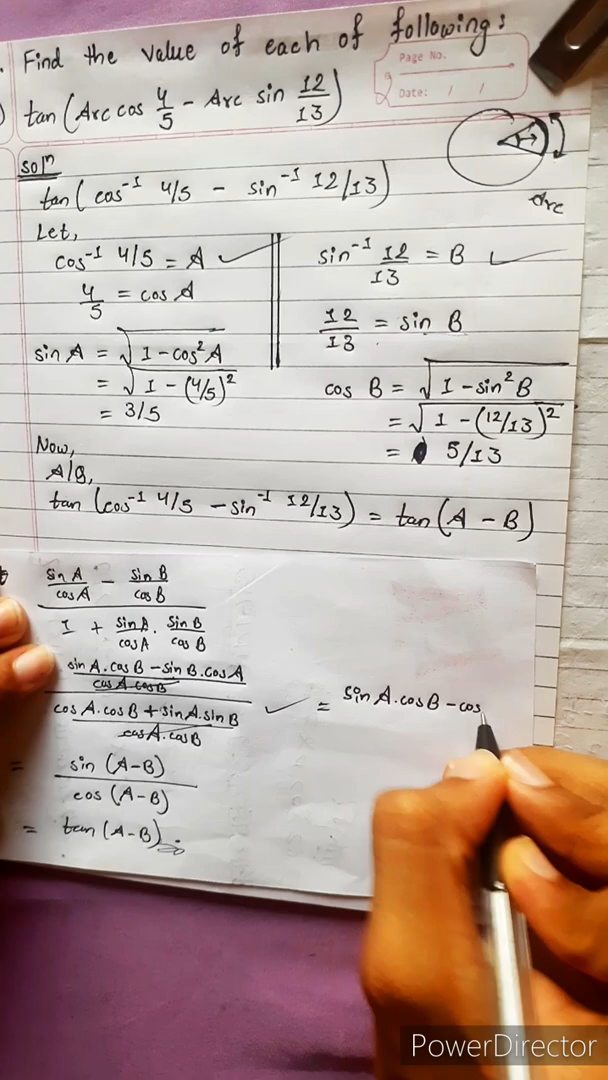 Find the value of each of following:
tan(Arc cos 4/5 - Arc sin 12/13)
Page No.
Date: / /
Arc
Solⁿ
tan(cos⁻¹ 4/5 - sin⁻¹ 12/13)
Let,
cos⁻¹ 4/5 = A ✓
4/5 = cos A
sin A = √(1-cos²A)
= √(1-(4/5)²)
= 3/5
sin⁻¹ 12/13 = B ✓
12/13 = sin B
cos B = √(1-sin²B)
= √(1-(12/13)²)
= 5/13
Now,
A/Q,
tan(cos⁻¹ 4/5 - sin⁻¹ 12/13) = tan(A - B)
(sin A/cos A - sin B/cos B)/(1 + sin A/cos A . sin B/cos B)
((sin A.cos B - sin B.cos A)/(cos A.cos B))/((cos A.cos B + sin A.sin B)/(cos A.cos B)) ✓ = sin A.cos B - cos
= sin (A-B)/cos (A-B)
= tan (A-B).
PowerDirector